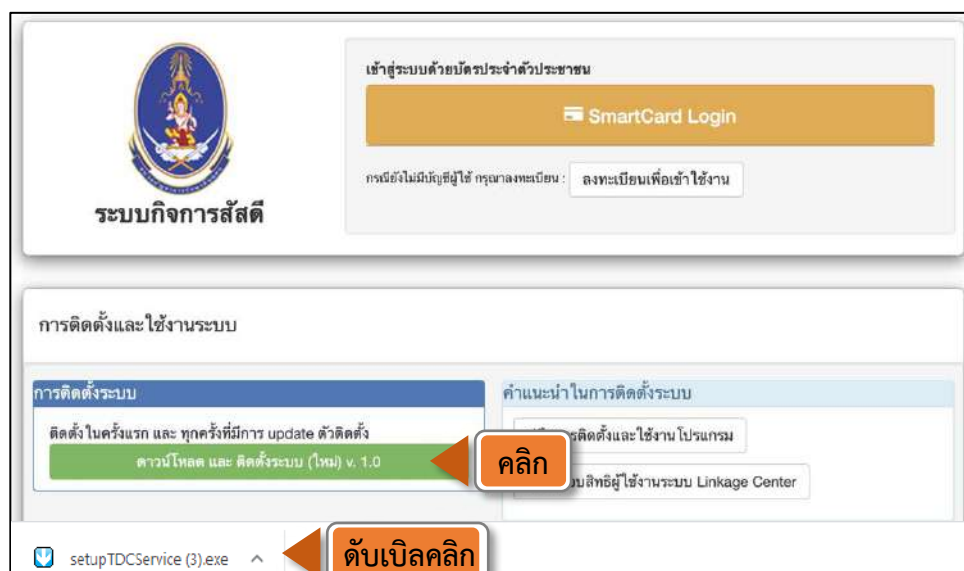 เข้าสู่ระบบด้วยบัตรประจำตัวประชาชน
SmartCard Login
กรณียังไม่มีบัญชีผู้ใช้ กรุณาลงทะเบียน : ลงทะเบียนเพื่อเข้าใช้งาน
ระบบกิจการสัสดี
การติดตั้งและใช้งานระบบ
การติดตั้งระบบ
ติดตั้งในครั้งแรก และ ทุกครั้งที่มีการ update ตัวติดตั้ง
ดาวน์โหลด และ ติดตั้งระบบ (ใหม่) v. 1.0
คลิก
คำแนะนำในการติดตั้งระบบ
การติดตั้งและใช้งานโปรแกรม
สิทธิผู้ใช้งานระบบ Linkage Center
setupTDCService (3).exe
ดับเบิลคลิก